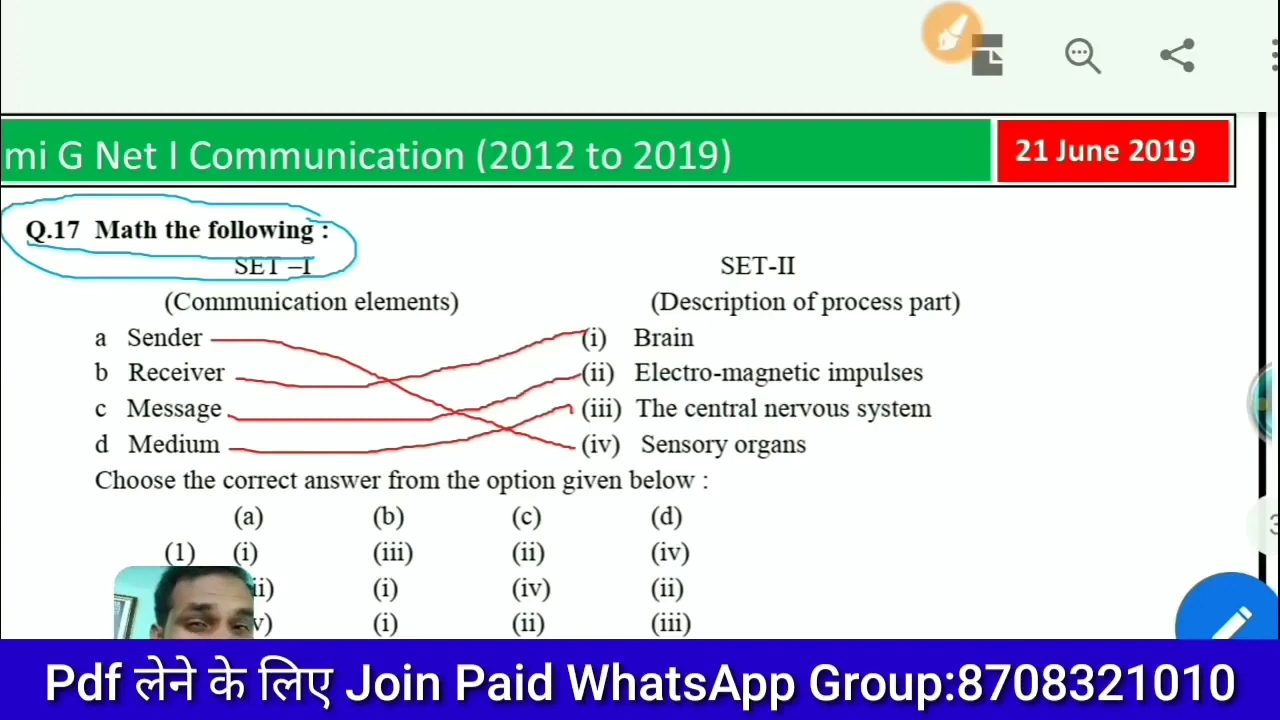 mi G Net I Communication (2012 to 2019)
21 June 2019
Q.17 Math the following :
SET –I SET-II
(Communication elements) (Description of process part)
a Sender (i) Brain
b Receiver (ii) Electro-magnetic impulses
c Message (iii) The central nervous system
d Medium (iv) Sensory organs
Choose the correct answer from the option given below :
(a) (b) (c) (d)
(1) (i) (iii) (ii) (iv)
ii) (i) (iv) (ii)
v) (i) (ii) (iii)
Pdf लेने के लिए Join Paid WhatsApp Group:8708321010